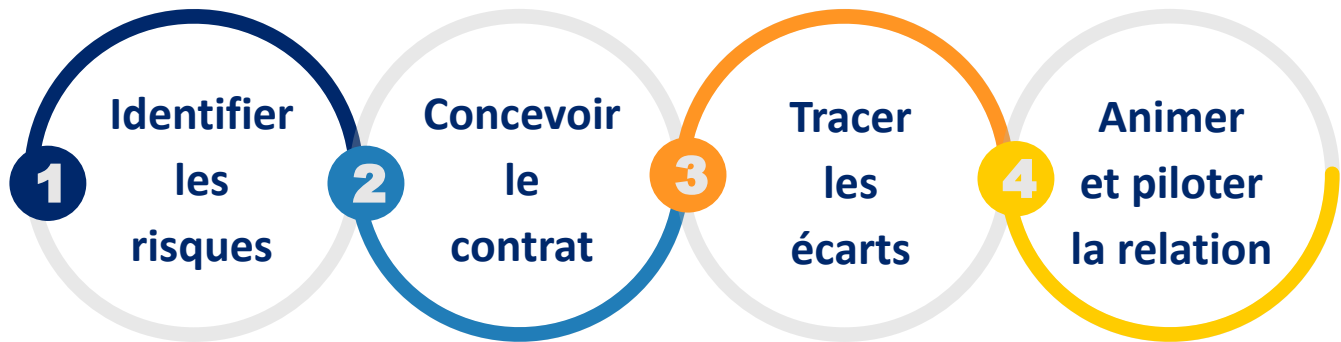 1
Identifier
les
risques
2
Concevoir
le
contrat
3
Tracer
les
écarts
4
Animer
et piloter
la relation